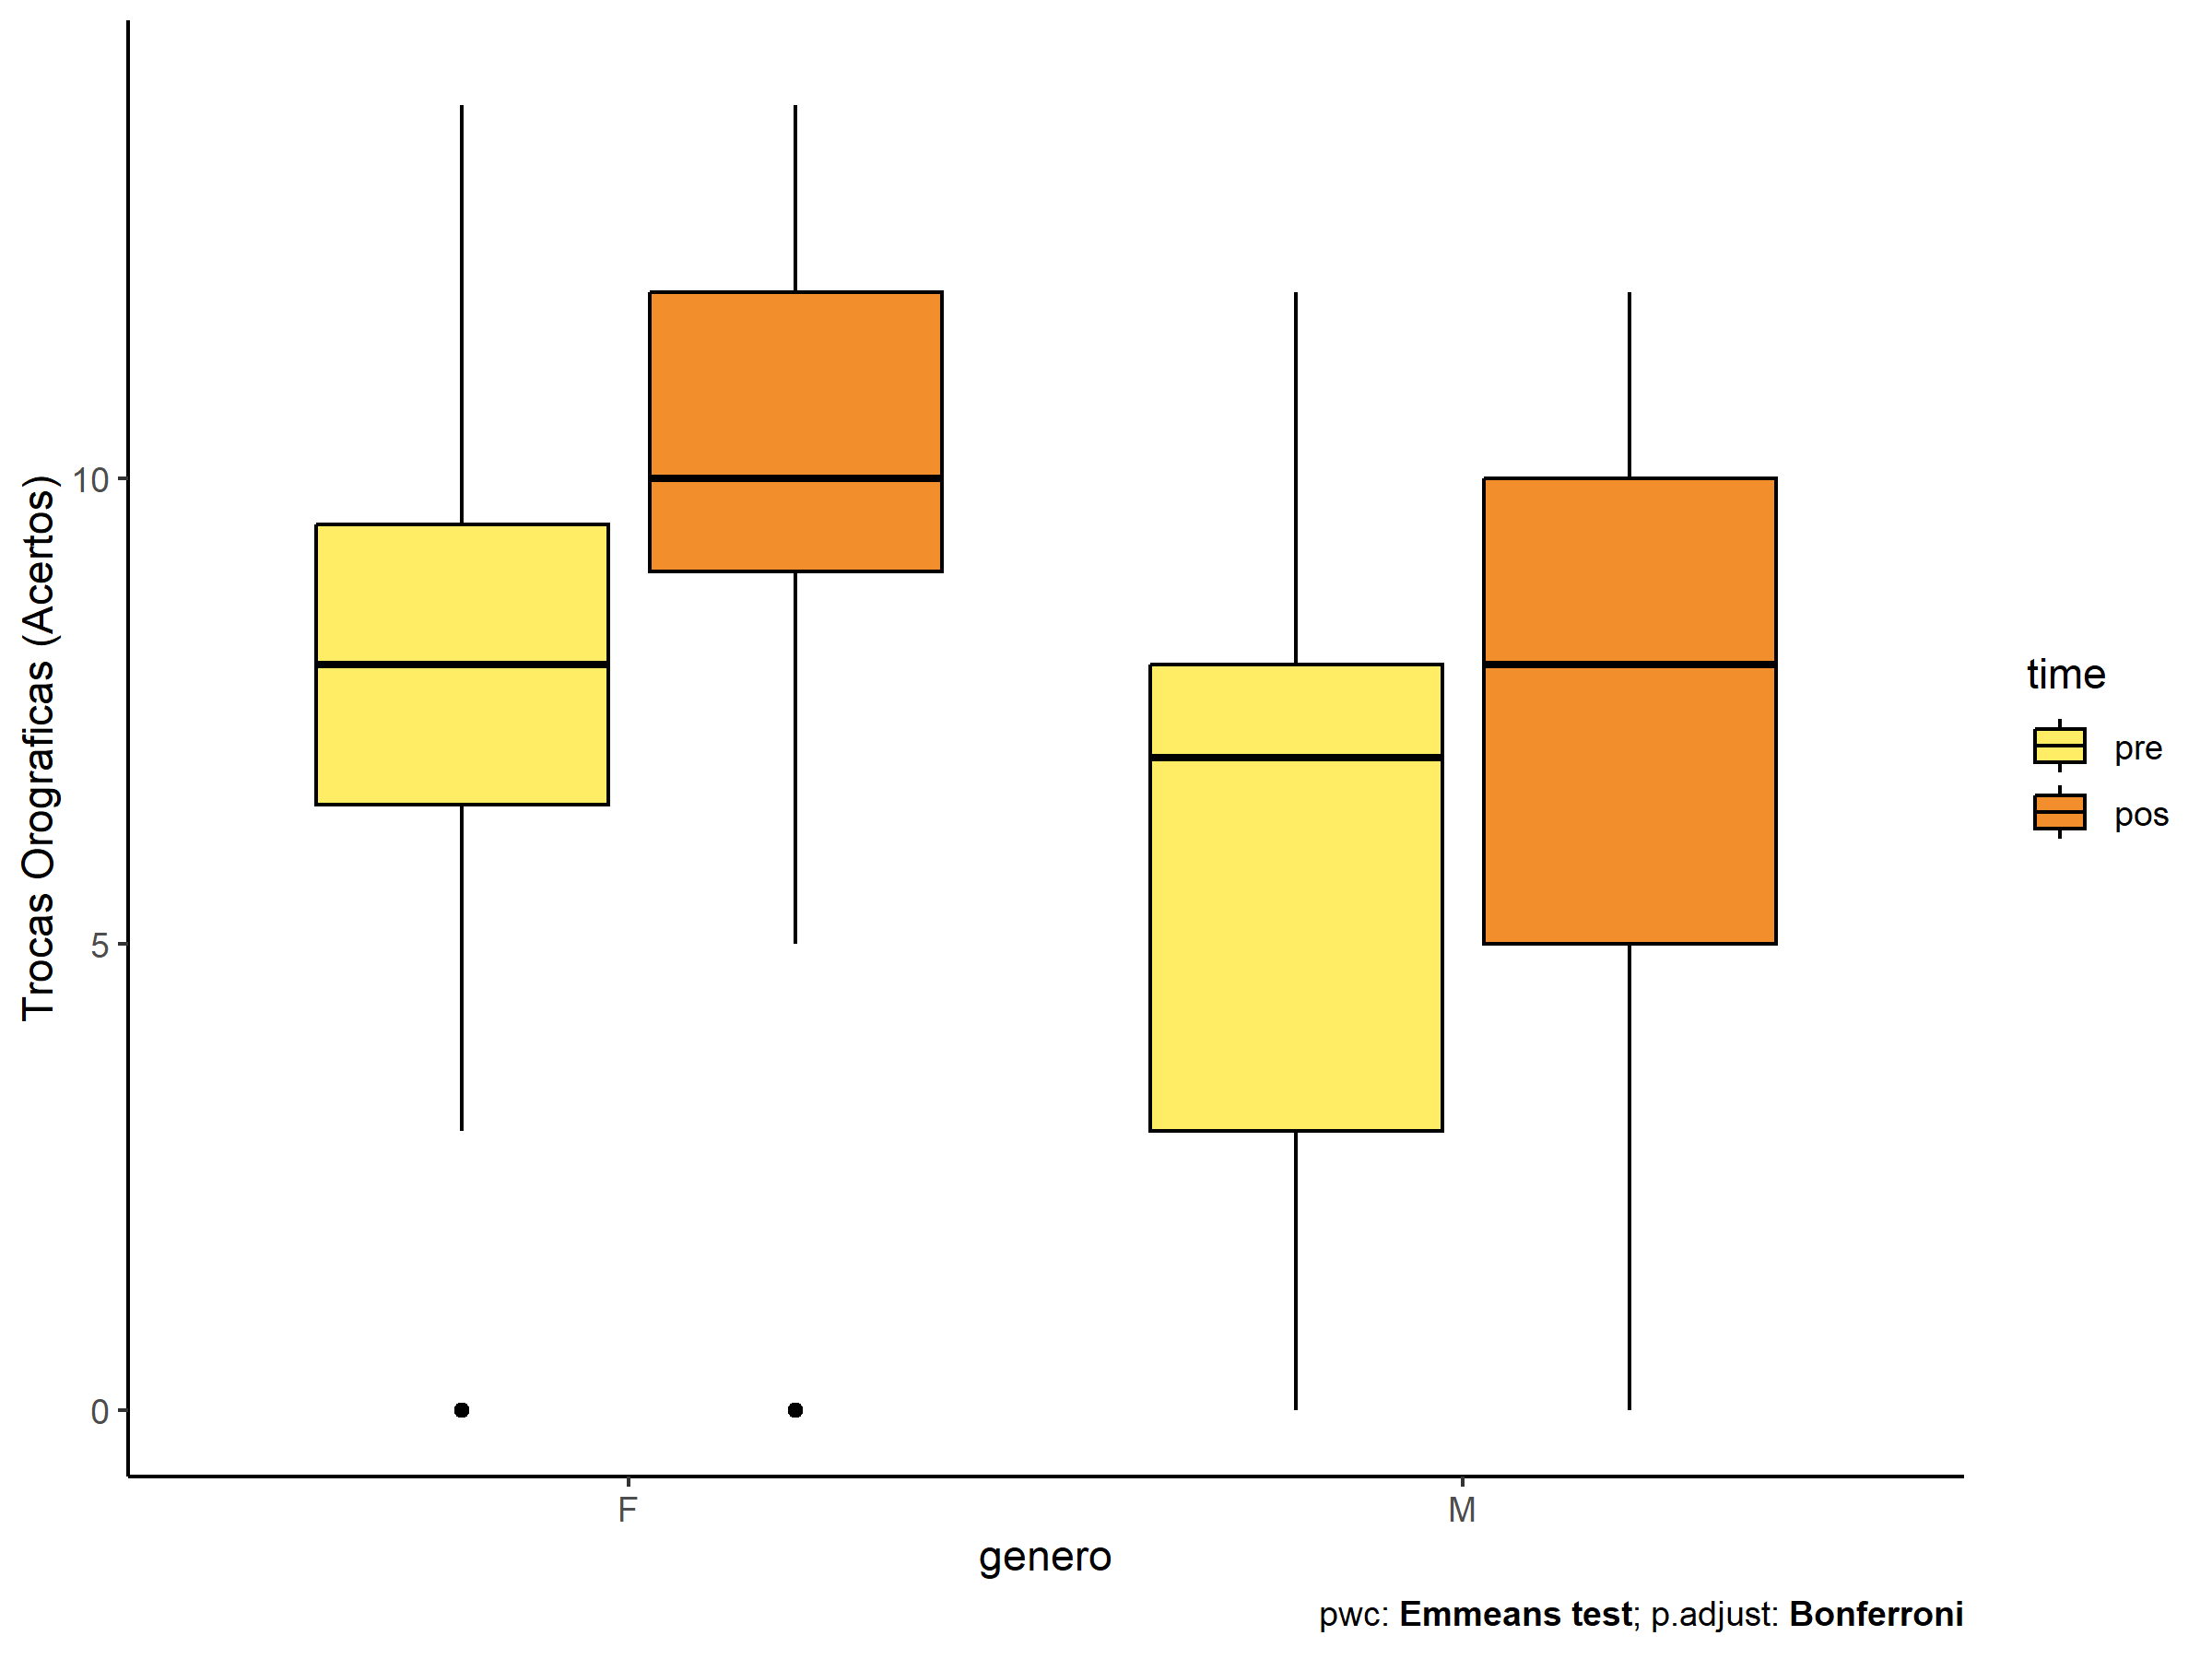 Trocas Orograficas (Acertos)
10
5
0
F
M
genero
time
pre
pos
pwc: Emmeans test; p.adjust: Bonferroni